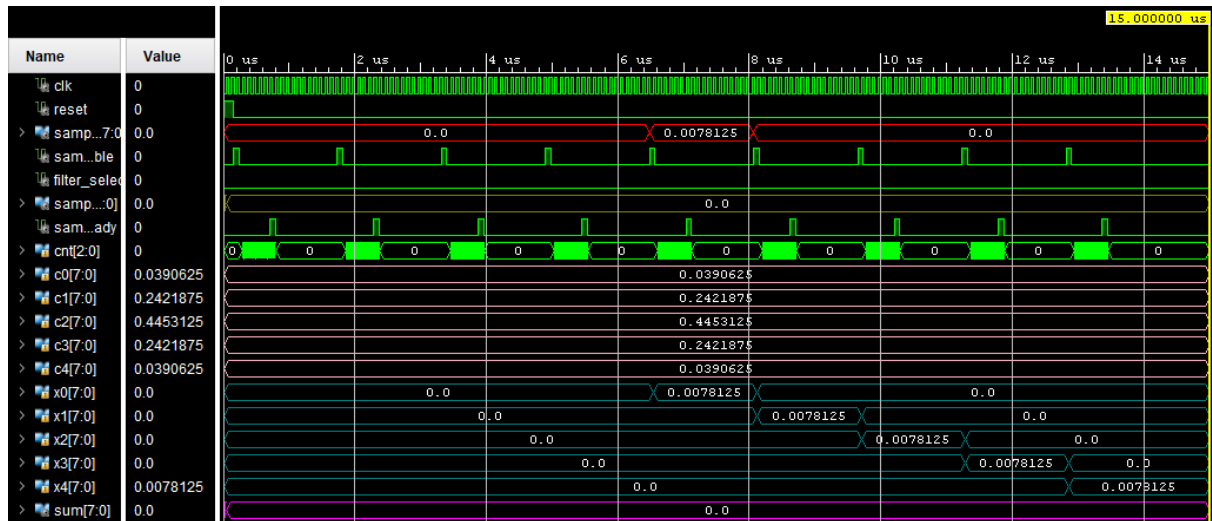 15.000000 us
Name Value
0 us 2 us 4 us 6 us 8 us 10 us 12 us 14 us
clk 0
reset 0
samp...7:0 0.0 0.0 0.0078125 0.0
sam...ble 0
filter_selec 0
samp...:0] 0.0 0.0
sam...ady 0
cnt[2:0] 0 0 0 0 0 0 0 0 0 0 0
c0[7:0] 0.0390625 0.0390625
c1[7:0] 0.2421875 0.2421875
c2[7:0] 0.4453125 0.4453125
c3[7:0] 0.2421875 0.2421875
c4[7:0] 0.0390625 0.0390625
x0[7:0] 0.0 0.0 0.0078125 0.0
x1[7:0] 0.0 0.0 0.0078125 0.0
x2[7:0] 0.0 0.0 0.0078125 0.0
x3[7:0] 0.0 0.0 0.0078125 0.0
x4[7:0] 0.0078125 0.0 0.0078125
sum[7:0] 0.0 0.0